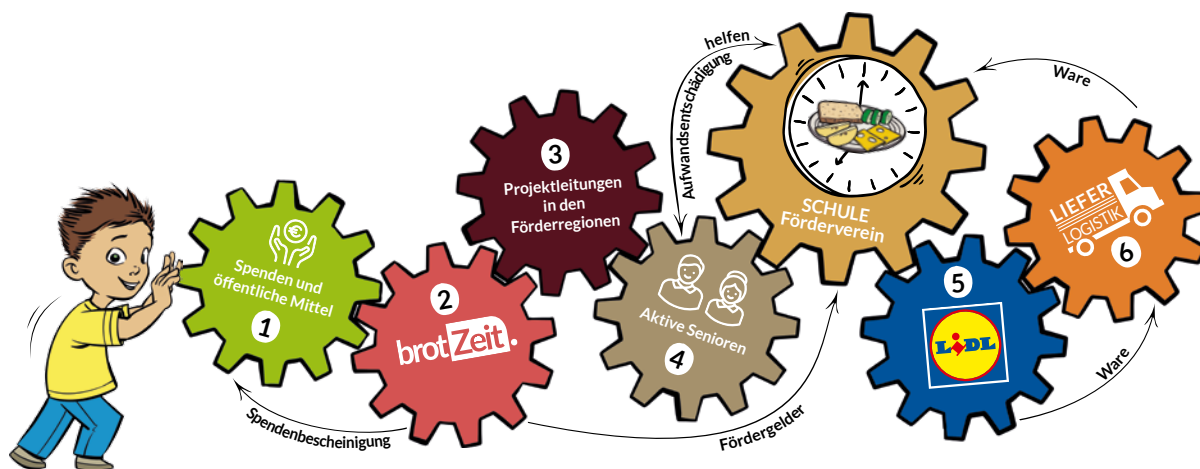 Spenden und
öffentliche Mittel
1
2
brotZeit.
3
Projektleitungen
in den
Förderregionen
Aktive Senioren
4
helfen
Aufwandsentschädigung
SCHULE
Förderverein
5
LIDL
LIEFER
LOGISTIK
6
Ware
Ware
Spendenbescheinigung
Fördergelder